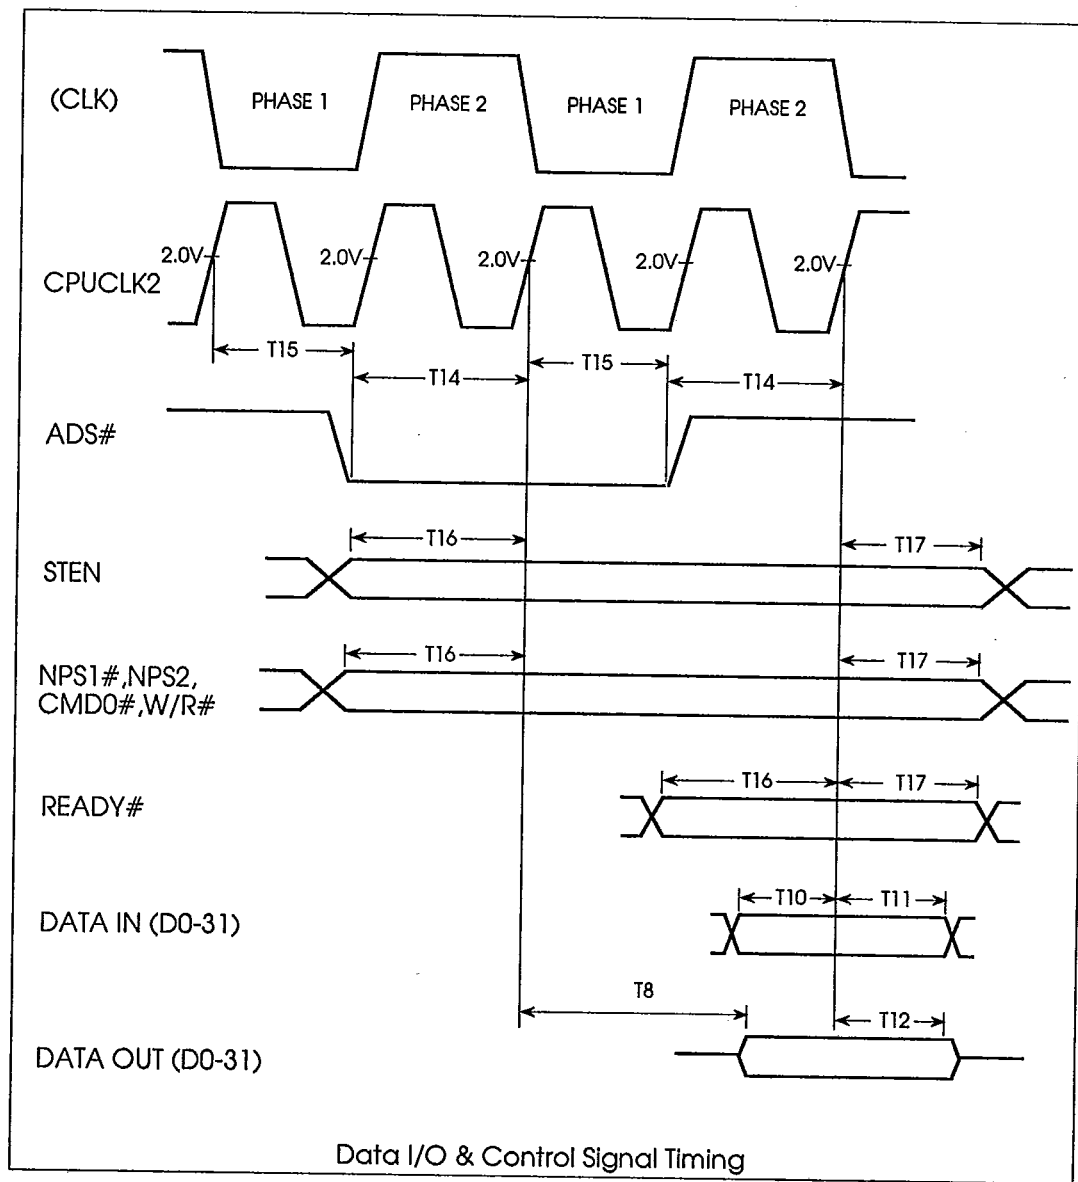 (CLK)
PHASE 1
PHASE 2
PHASE 1
PHASE 2
CPUCLK2
2.0V
2.0V
2.0V
2.0V
2.0V
T15
T14
T15
T14
ADS#
STEN
T16
T17
NPS1#,NPS2,
CMD0#,W/R#
T16
T17
READY#
T16
T17
DATA IN (D0-31)
T10
T11
T8
T12
DATA OUT (D0-31)
Data I/O & Control Signal Timing